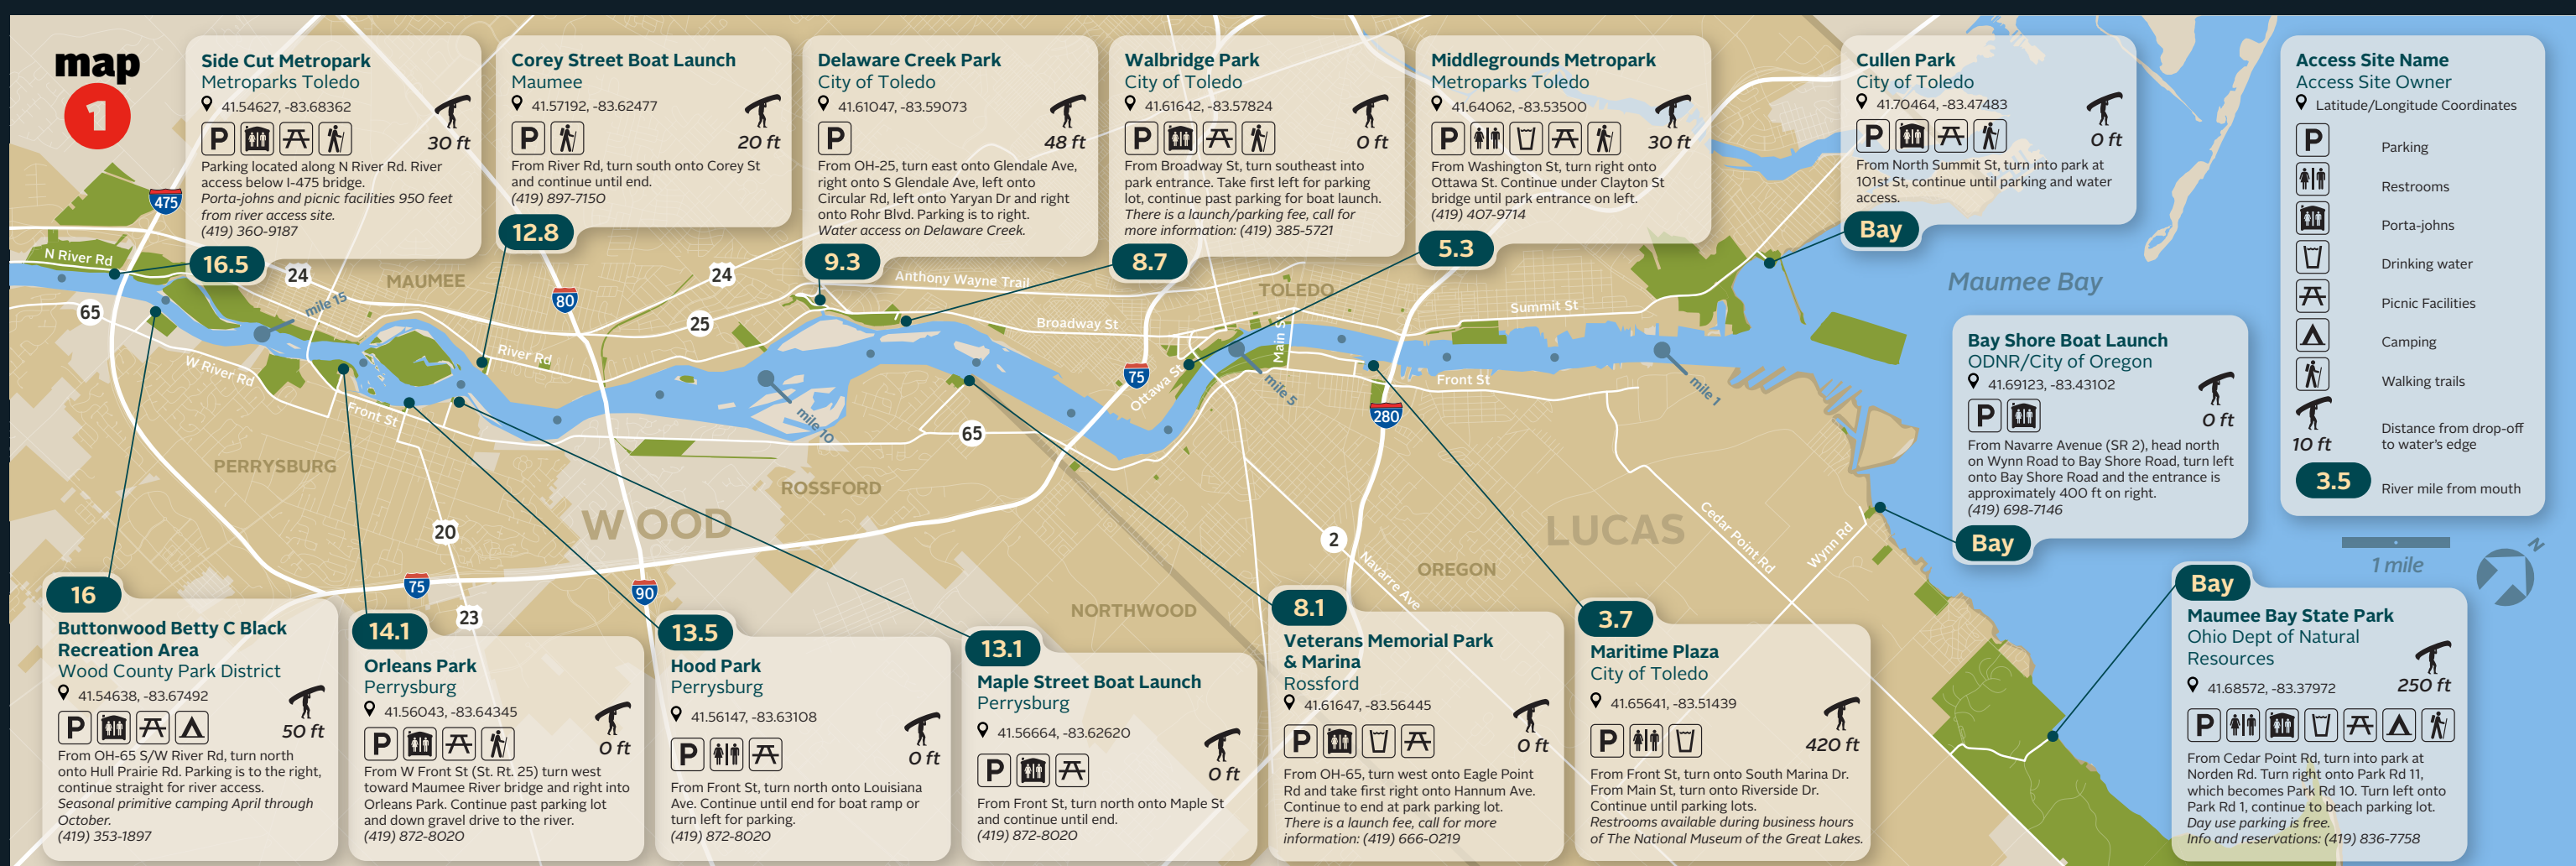 map
1
Side Cut Metropark
Metroparks Toledo
41.54627, -83.68362
30 ft
P
Parking located along N River Rd. River
access below I-475 bridge.
Porta-johns and picnic facilities 950 feet
from river access site.
(419) 360-9187
16.5
Corey Street Boat Launch
Maumee
41.57192, -83.62477
20 ft
P
From River Rd, turn south onto Corey St
and continue until end.
(419) 897-7150
12.8
Delaware Creek Park
City of Toledo
41.61047, -83.59073
48 ft
P
From OH-25, turn east onto Glendale Ave,
right onto S Glendale Ave, left onto
Circular Rd, left onto Yaryan Dr and right
onto Rohr Blvd. Parking is to right.
Water access on Delaware Creek.
9.3
Walbridge Park
City of Toledo
41.61642, -83.57824
0 ft
P
From Broadway St, turn southeast into
park entrance. Take first left for parking
lot, continue past parking for boat launch.
There is a launch/parking fee, call for
more information: (419) 385-5721
8.7
Middlegrounds Metropark
Metroparks Toledo
41.64062, -83.53500
30 ft
P
From Washington St, turn right onto
Ottawa St. Continue under Clayton St
bridge until park entrance on left.
(419) 407-9714
5.3
Cullen Park
City of Toledo
41.70464, -83.47483
0 ft
P
From North Summit St, turn into park at
101st St, continue until parking and water
access.
Bay
Access Site Name
Access Site Owner
Latitude/Longitude Coordinates
P
Parking
Restrooms
Porta-johns
Drinking water
Picnic Facilities
Camping
Walking trails
10 ft
Distance from drop-off
to water's edge
3.5
River mile from mouth
475
N River Rd
24
MAUMEE
65
mile 15
80
24
25
Anthony Wayne Trail
TOLEDO
Broadway St
Main St
Summit St
Maumee Bay
W River Rd
River Rd
Front St
mile 10
75
Ottawa St
mile 5
280
Front St
mile 1
65
PERRYSBURG
ROSSFORD
WOOD
20
75
23
90
NORTHWOOD
2
Navarre Ave
OREGON
LUCAS
Cedar Point Rd
Wynn Rd
Bay Shore Boat Launch
ODNR/City of Oregon
41.69123, -83.43102
0 ft
P
From Navarre Avenue (SR 2), head north
on Wynn Road to Bay Shore Road, turn left
onto Bay Shore Road and the entrance is
approximately 400 ft on right.
(419) 698-7146
Bay
1 mile
N
16
Buttonwood Betty C Black
Recreation Area
Wood County Park District
41.54638, -83.67492
50 ft
P
From OH-65 S/W River Rd, turn north
onto Hull Prairie Rd. Parking is to the right,
continue straight for river access.
Seasonal primitive camping April through
October.
(419) 353-1897
14.1
Orleans Park
Perrysburg
41.56043, -83.64345
0 ft
P
From W Front St (St. Rt. 25) turn west
toward Maumee River bridge and right into
Orleans Park. Continue past parking lot
and down gravel drive to the river.
(419) 872-8020
13.5
Hood Park
Perrysburg
41.56147, -83.63108
0 ft
P
From Front St, turn north onto Louisiana
Ave. Continue until end for boat ramp or
turn left for parking.
(419) 872-8020
13.1
Maple Street Boat Launch
Perrysburg
41.56664, -83.62620
0 ft
P
From Front St, turn north onto Maple St
and continue until end.
(419) 872-8020
8.1
Veterans Memorial Park
& Marina
Rossford
41.61647, -83.56445
0 ft
P
From OH-65, turn west onto Eagle Point
Rd and take first right onto Hannum Ave.
Continue to end at park parking lot.
There is a launch fee, call for more
information: (419) 666-0219
3.7
Maritime Plaza
City of Toledo
41.65641, -83.51439
420 ft
P
From Front St, turn onto South Marina Dr.
From Main St, turn onto Riverside Dr.
Continue until parking lots.
Restrooms available during business hours
of The National Museum of the Great Lakes.
Bay
Maumee Bay State Park
Ohio Dept of Natural
Resources
41.68572, -83.37972
250 ft
P
From Cedar Point Rd, turn into park at
Norden Rd. Turn right onto Park Rd 11,
which becomes Park Rd 10. Turn left onto
Park Rd 1, continue to beach parking lot.
Day use parking is free.
Info and reservations: (419) 836-7758